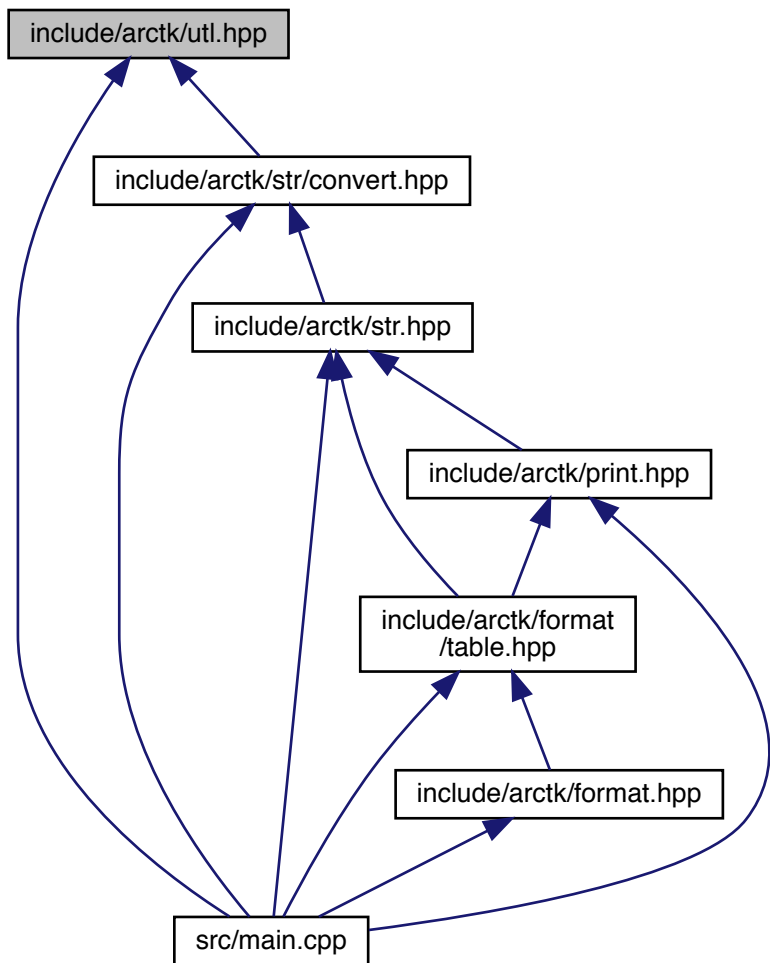 include/arctk/utl.hpp
include/arctk/str/convert.hpp
include/arctk/str.hpp
include/arctk/print.hpp
include/arctk/format
/table.hpp
include/arctk/format.hpp
src/main.cpp